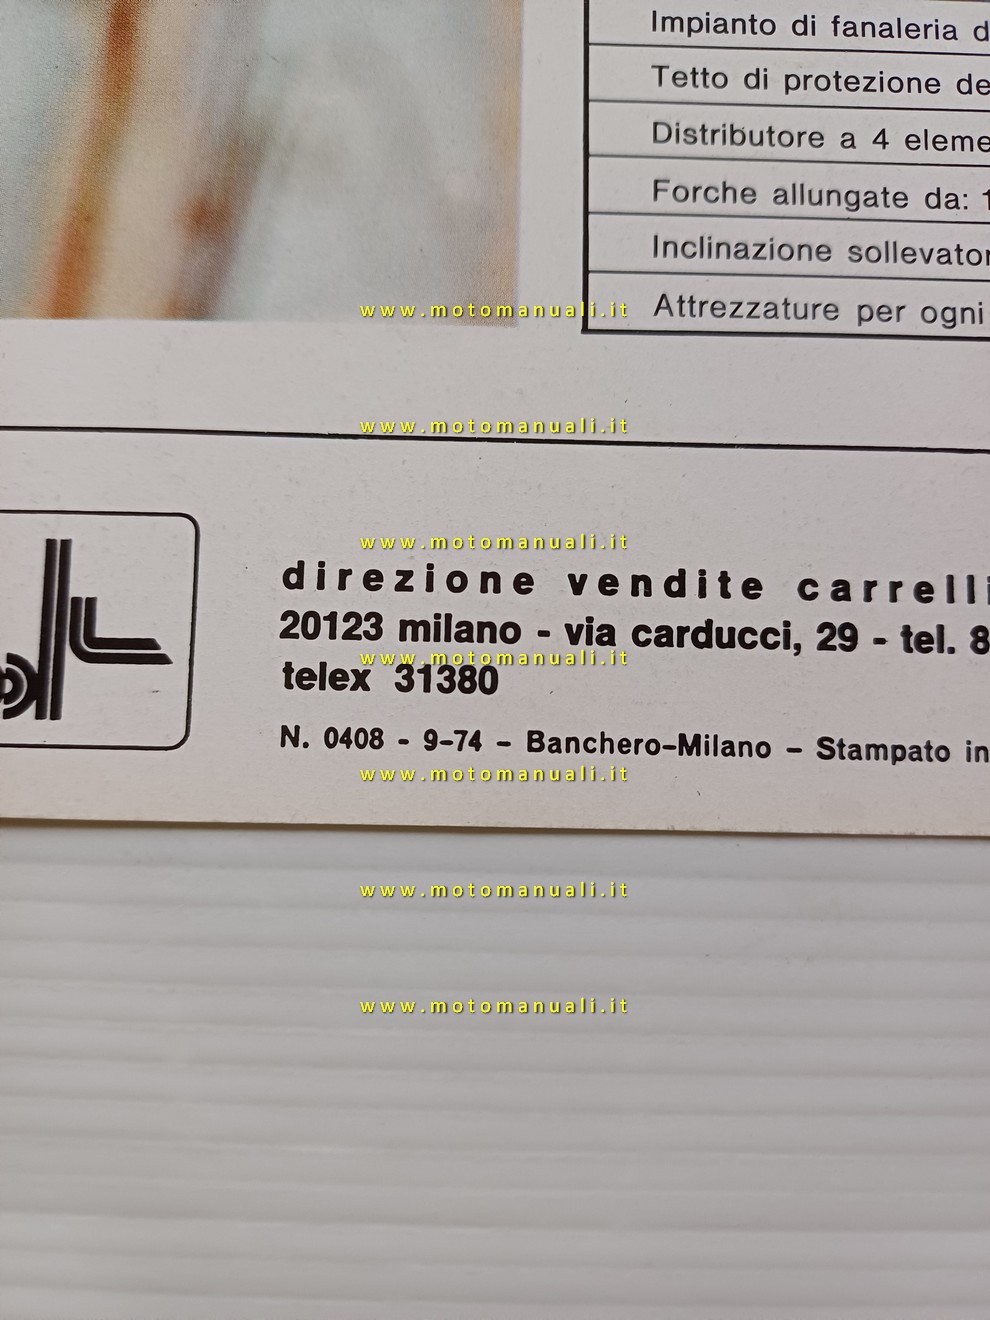 Impianto di fanaleria d
Tetto di protezione de
Distributore a 4 eleme
Forche allungate da: 1
Inclinazione sollevator
Attrezzature per ogni
www.motomanuali.it
www.motomanuali.it
www.motomanuali.it
direzione vendite carrelli
20123 milano - via carducci, 29 - tel. 8
www.motomanuali.it
telex 31380
N. 0408 - 9-74 - Banchero-Milano - Stampato in
www.motomanuali.it
www.motomanuali.it
www.motomanuali.it